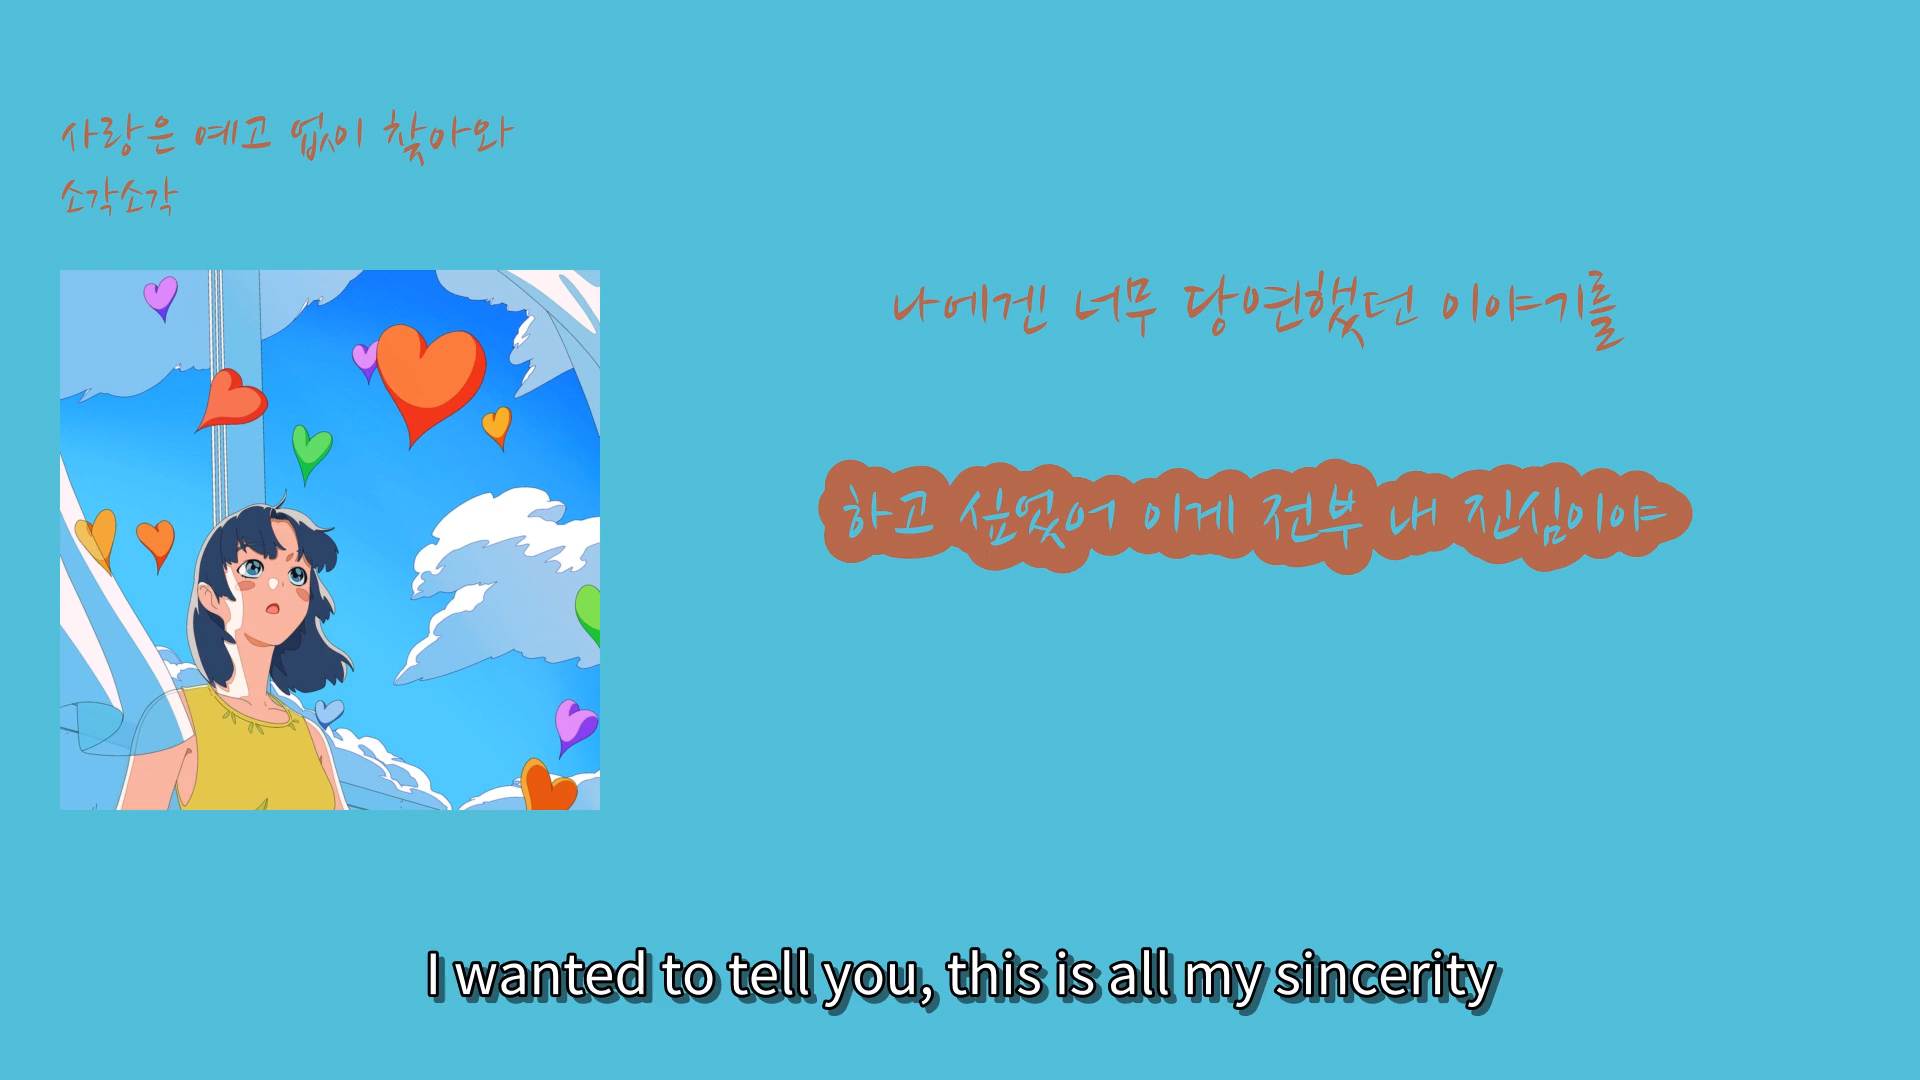 사랑은 예고 없이 찾아와
소각소각
나에겐 너무 당연했던 이야기를
하고 싶었어 이게 전부 내 진심이야
I wanted to tell you, this is all my sincerity